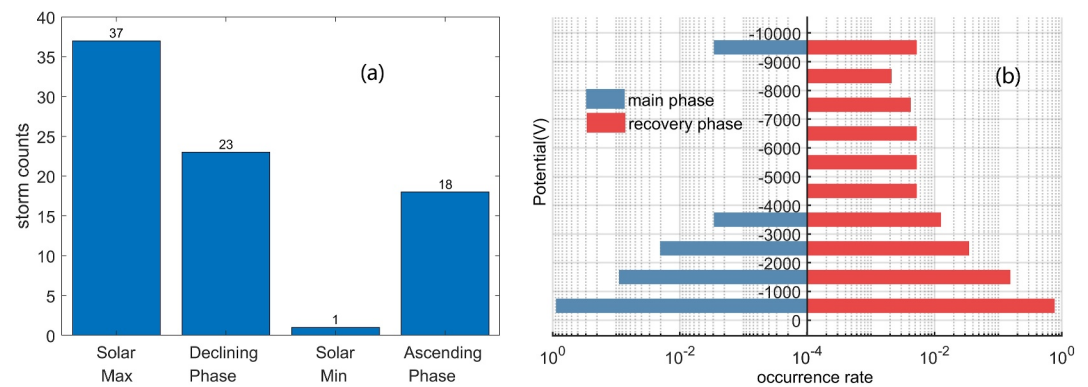 40
35
30
25
20
15
10
5
0
storm counts
37
23
1
18
(a)
Solar
Max
Declining
Phase
Solar
Min
Ascending
Phase
Potential(V)
-10000
-9000
-8000
-7000
-6000
-5000
-4000
-3000
-2000
-1000
0
main phase
recovery phase
(b)
10^0
10^-2
10^-4
10^-2
10^0
occurrence rate